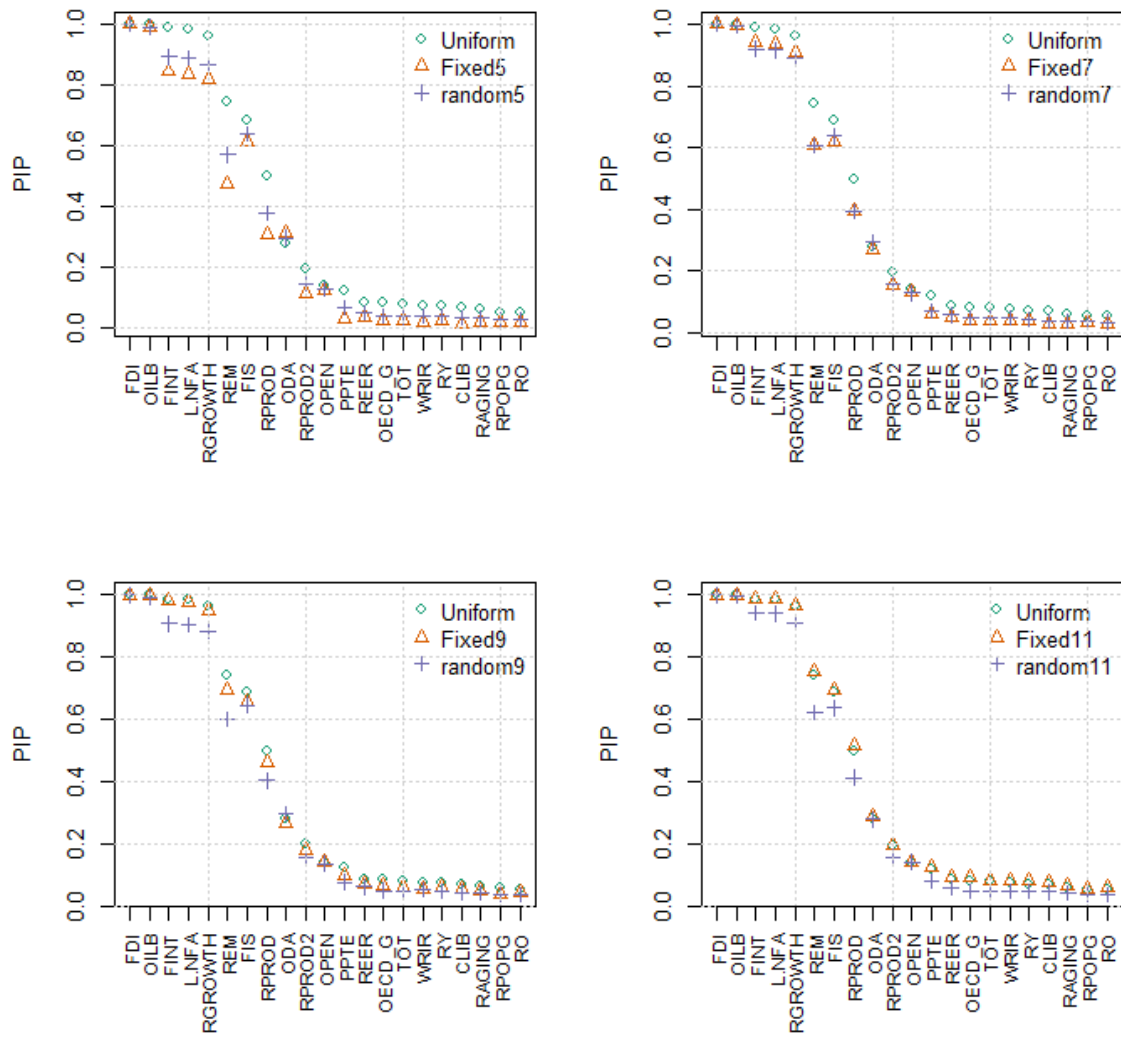 PIP
1.0
0.8
0.6
0.4
0.2
0.0
Uniform
Fixed5
random5
FDI
OILB
FINT
L.NFA
RGROWTH
REM
FIS
RPROD
ODA
RPROD2
OPEN
PPTE
REER
OECD_G
TOT
WRIR
RY
CLIB
RAGING
RPOPG
RO
PIP
1.0
0.8
0.6
0.4
0.2
0.0
Uniform
Fixed7
random7
FDI
OILB
FINT
L.NFA
RGROWTH
REM
FIS
RPROD
ODA
RPROD2
OPEN
PPTE
REER
OECD_G
TOT
WRIR
RY
CLIB
RAGING
RPOPG
RO
PIP
1.0
0.8
0.6
0.4
0.2
0.0
Uniform
Fixed9
random9
FDI
OILB
FINT
L.NFA
RGROWTH
REM
FIS
RPROD
ODA
RPROD2
OPEN
PPTE
REER
OECD_G
TOT
WRIR
RY
CLIB
RAGING
RPOPG
RO
PIP
1.0
0.8
0.6
0.4
0.2
0.0
Uniform
Fixed11
random11
FDI
OILB
FINT
L.NFA
RGROWTH
REM
FIS
RPROD
ODA
RPROD2
OPEN
PPTE
REER
OECD_G
TOT
WRIR
RY
CLIB
RAGING
RPOPG
RO